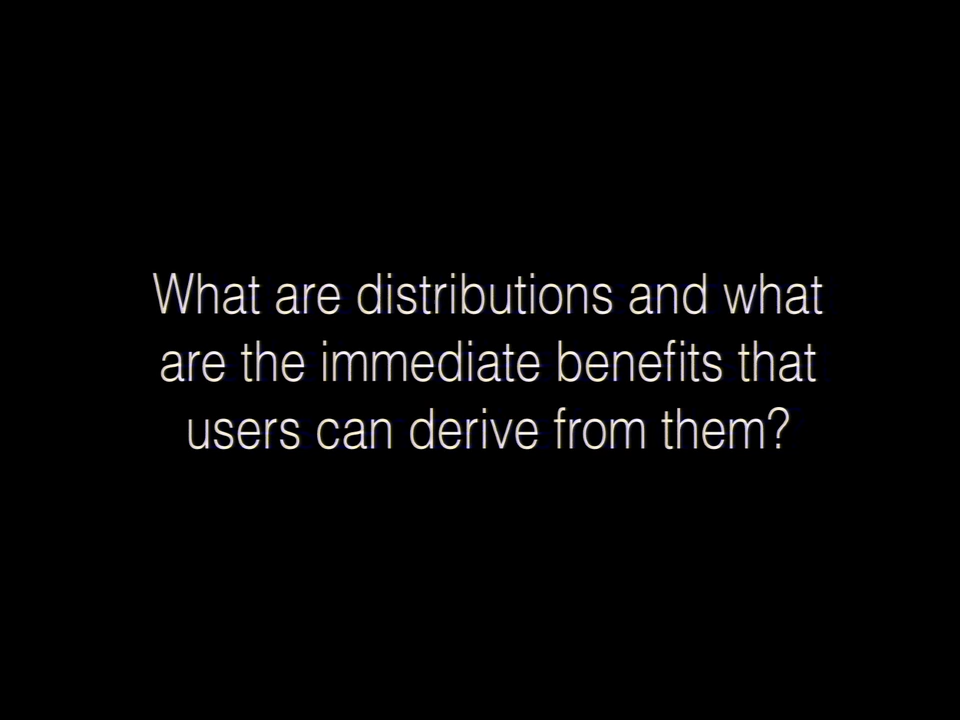 What are distributions and what
are the immediate benefits that
users can derive from them?